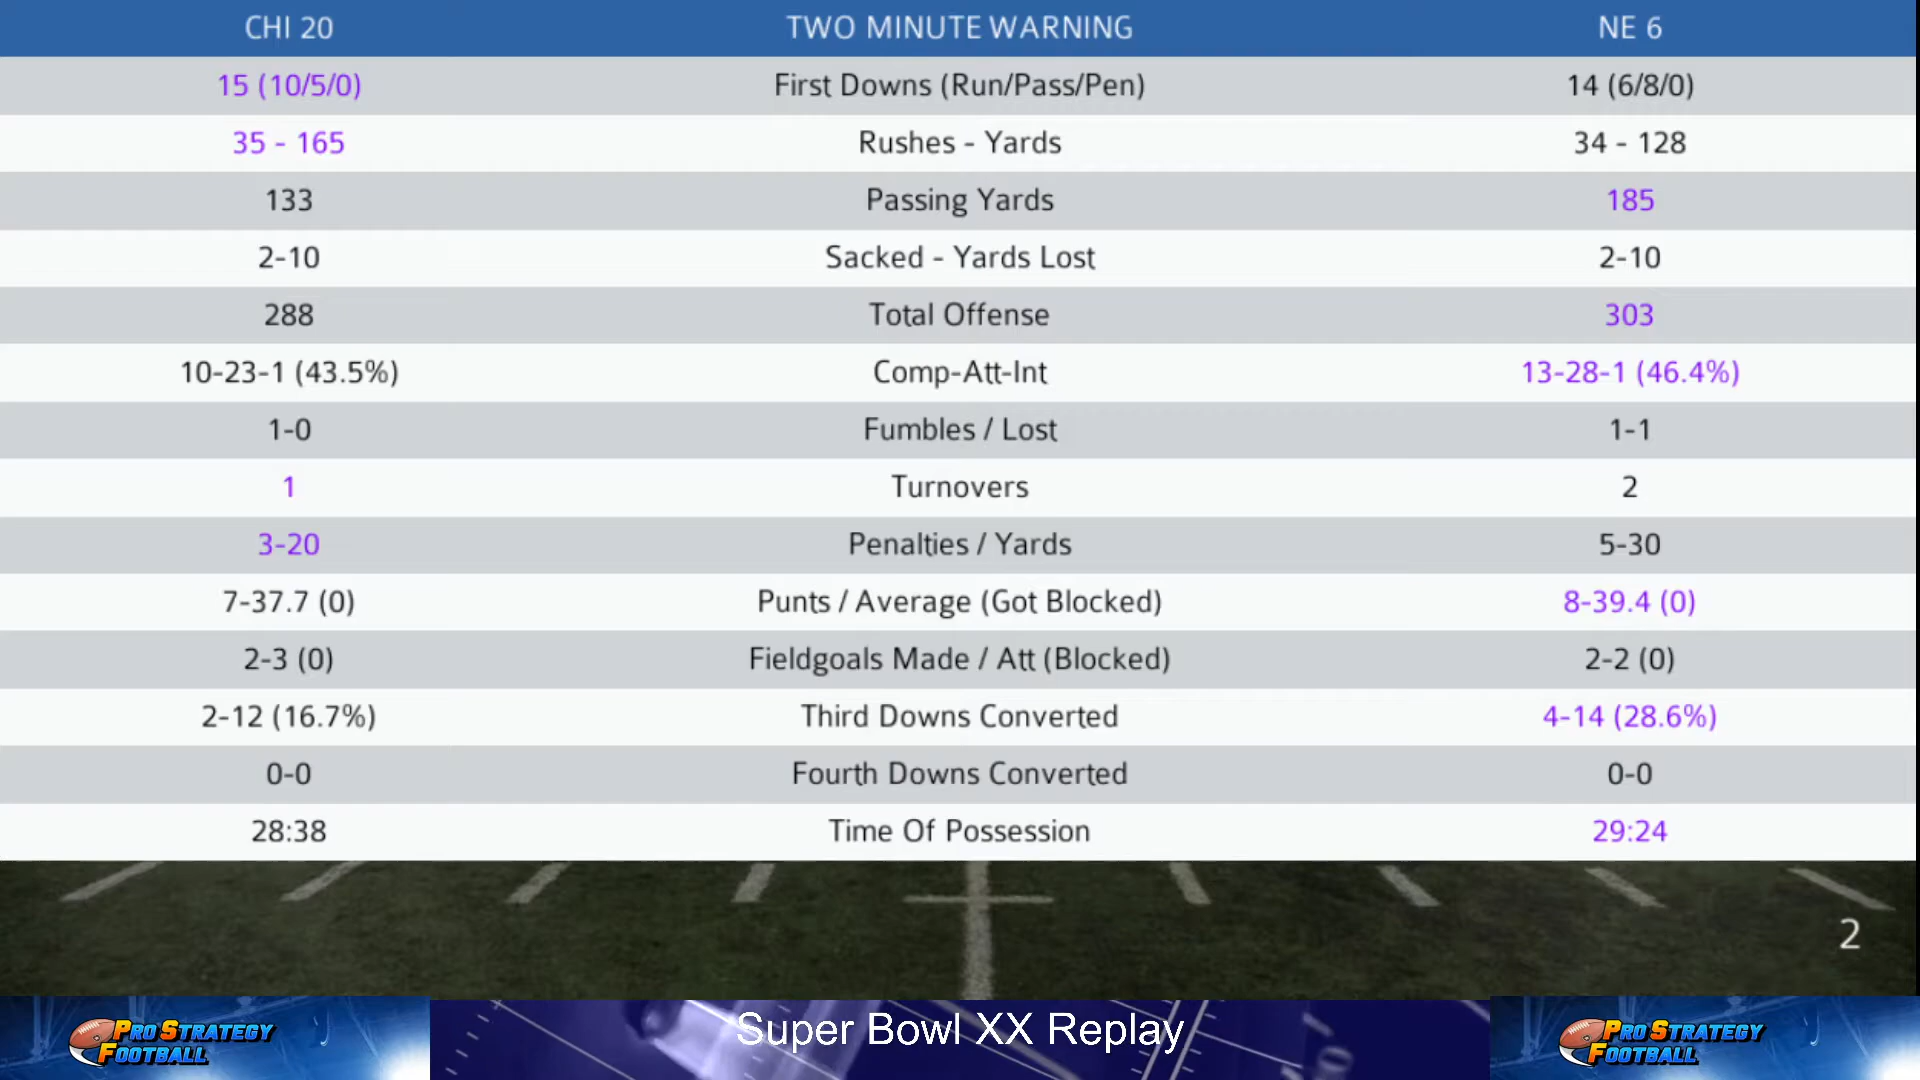 CHI 20 TWO MINUTE WARNING NE 6
15 (10/5/0) First Downs (Run/Pass/Pen) 14 (6/8/0)
35 - 165 Rushes - Yards 34 - 128
133 Passing Yards 185
2-10 Sacked - Yards Lost 2-10
288 Total Offense 303
10-23-1 (43.5%) Comp-Att-Int 13-28-1 (46.4%)
1-0 Fumbles / Lost 1-1
1 Turnovers 2
3-20 Penalties / Yards 5-30
7-37.7 (0) Punts / Average (Got Blocked) 8-39.4 (0)
2-3 (0) Fieldgoals Made / Att (Blocked) 2-2 (0)
2-12 (16.7%) Third Downs Converted 4-14 (28.6%)
0-0 Fourth Downs Converted 0-0
28:38 Time Of Possession 29:24
2
PRO STRATEGY
FOOTBALL
Super Bowl XX Replay
PRO STRATEGY
FOOTBALL